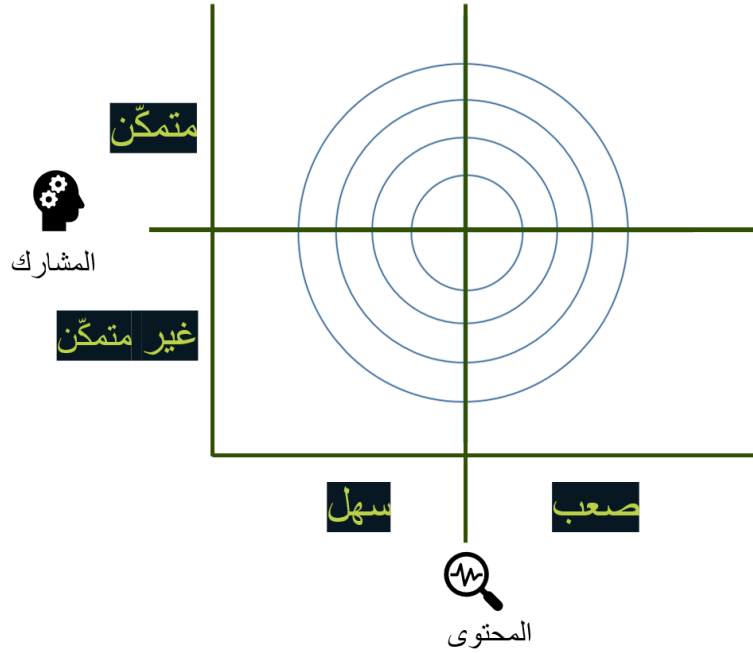 متمكّن
المشارك
غير متمكّن
سهل
صعب
المحتوى